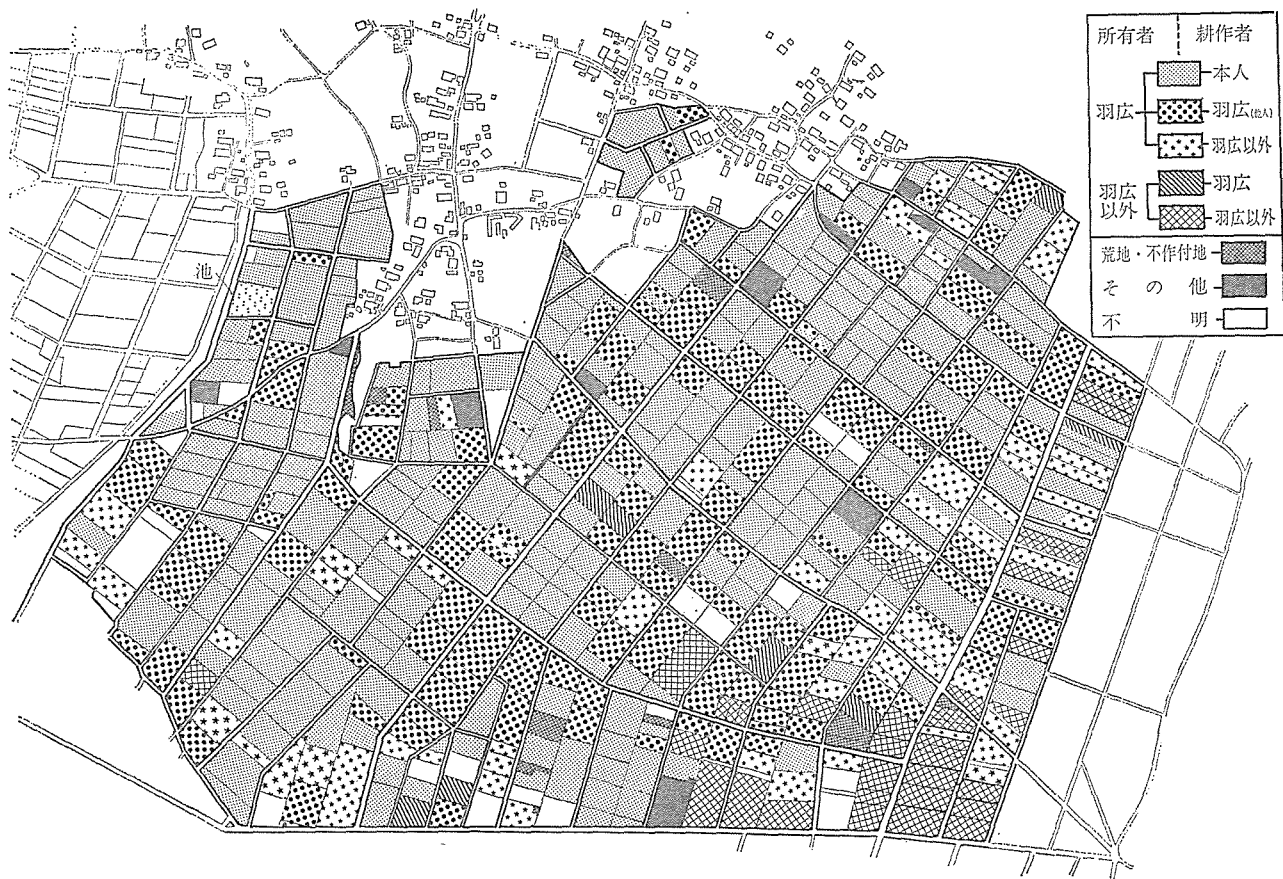 所有者 耕作者
羽広
本人
羽広(他人)
羽広以外
羽広以外
羽広
羽広以外
荒地・不作付地
その他
不明
池